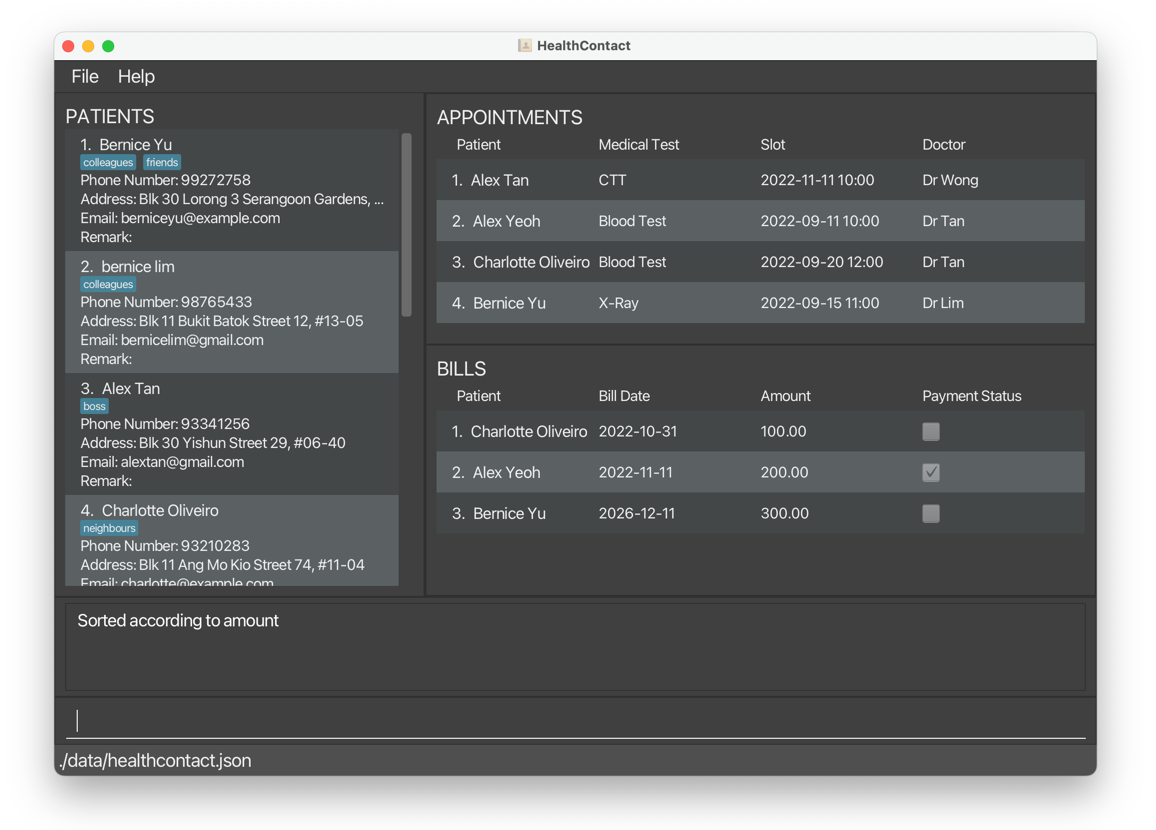 HealthContact
File Help
PATIENTS
1. Bernice Yu
colleagues friends
Phone Number: 99272758
Address: Blk 30 Lorong 3 Serangoon Gardens, ...
Email: berniceyu@example.com
Remark:
2. bernice lim
colleagues
Phone Number: 98765433
Address: Blk 11 Bukit Batok Street 12, #13-05
Email: bernicelim@gmail.com
Remark:
3. Alex Tan
boss
Phone Number: 93341256
Address: Blk 30 Yishun Street 29, #06-40
Email: alextan@gmail.com
Remark:
4. Charlotte Oliveiro
neighbours
Phone Number: 93210283
Address: Blk 11 Ang Mo Kio Street 74, #11-04
Email: charlotte@example.com
APPOINTMENTS
Patient Medical Test Slot Doctor
1. Alex Tan CTT 2022-11-11 10:00 Dr Wong
2. Alex Yeoh Blood Test 2022-09-11 10:00 Dr Tan
3. Charlotte Oliveiro Blood Test 2022-09-20 12:00 Dr Tan
4. Bernice Yu X-Ray 2022-09-15 11:00 Dr Lim
BILLS
Patient Bill Date Amount Payment Status
1. Charlotte Oliveiro 2022-10-31 100.00
2. Alex Yeoh 2022-11-11 200.00
3. Bernice Yu 2026-12-11 300.00
Sorted according to amount
./data/healthcontact.json